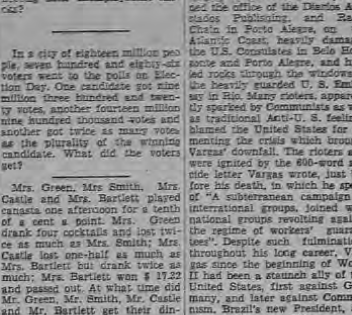 cks?
In a city of eighteen million peo
ple, seven hundred and eighty-six
voters went to the polls on Elec-
tion Day. One candidate got nine
million three hundred and twen-
ty votes, another fourteen million
nine hundred thousand votes and
another got twice as many votes
as the plurality of the winning
candidate. What did the voters
get?
Mrs. Green, Mrs Smith, Mrs.
Castle and Mrs. Bartlett played
canasta one afternoon for a tenth
of a cent a point. Mrs. Green
drank four cocktails and lost twi-
ce as much as Mrs. Smith; Mrs.
Castle lost one-half as much as
Mrs. Bartlett but drank twice as
much; Mrs. Bartlett won $ 17.22
and passed out. At what time did
Mr. Green, Mr. Smith, Mr. Castle
and Mr. Bartlett get their din-
ned the office of the Diarios A
ciados Publishing, and Ra
Chain in Porto Alegre, on
Atlantic Coast, heavily dama
the U.S. Consulates in Belo H
zonte and Porto Alegre, and h
led rocks through the windows
the heavily guarded U. S. Em
sy in Rio. Many rioters, appar
tly sparked by Communists as w
as traditional Anti-U. S. feelin
blamed the United States for
menting the crisis which broug
Vargas' downfall. The rioters a
were ignited by the 600-word s
cide letter Vargas wrote, just
fore his death, in which he sp
of "A subterranean campaign
international groups, joined w
national groups revolting agai
the regime of workers' guara
tees". Despite such fulminatio
throughout his long career, V
gas since the beginning of Wo
II had been a staunch ally of t
United States, first against G
many, and later against Comm
nism. Brazil's new President,